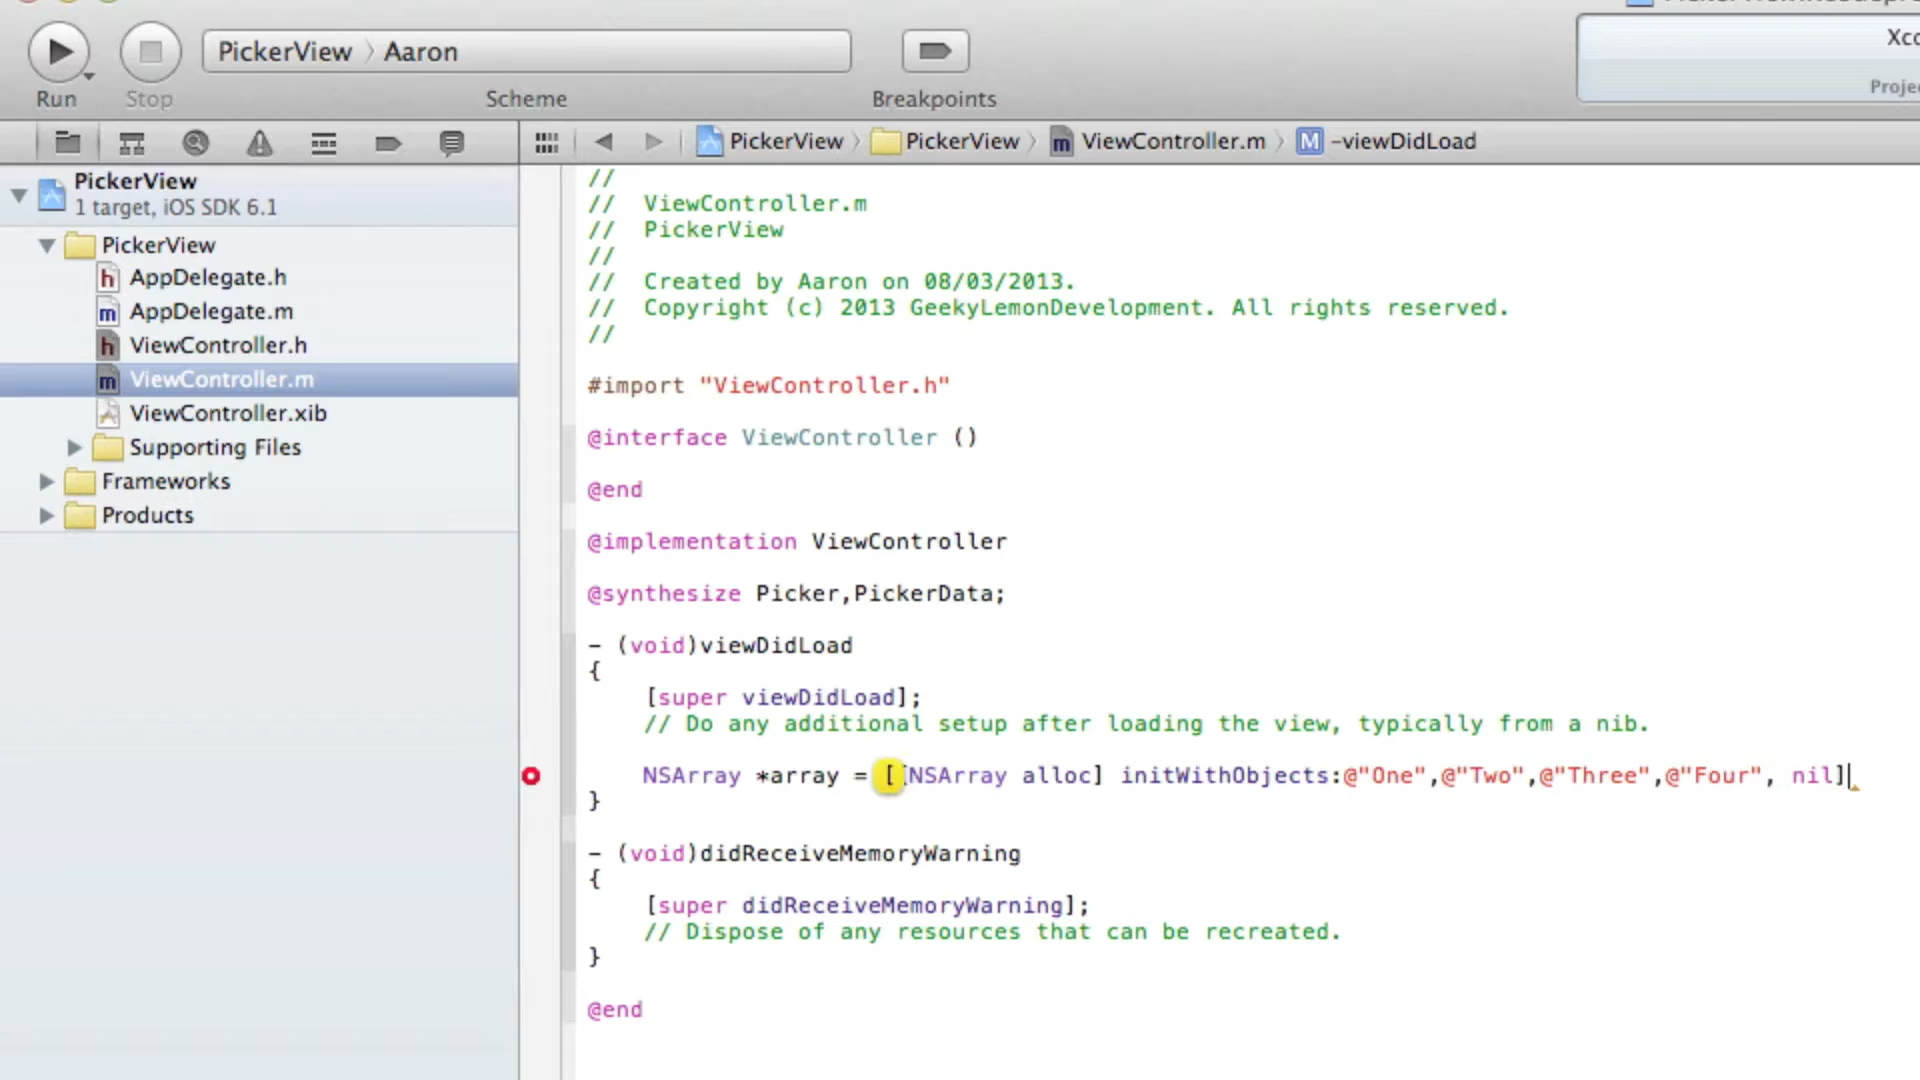 PickerView 〉 Aaron
Xco
Run
Stop
Scheme
Breakpoints
Projec
PickerView 〉 PickerView 〉 m ViewController.m 〉 M -viewDidLoad
PickerView
1 target, iOS SDK 6.1
PickerView
h AppDelegate.h
m AppDelegate.m
h ViewController.h
m ViewController.m
ViewController.xib
Supporting Files
Frameworks
Products
//
//  ViewController.m
//  PickerView
//
//  Created by Aaron on 08/03/2013.
//  Copyright (c) 2013 GeekyLemonDevelopment. All rights reserved.
//
#import "ViewController.h"
@interface ViewController ()
@end
@implementation ViewController
@synthesize Picker,PickerData;
- (void)viewDidLoad
{
    [super viewDidLoad];
    // Do any additional setup after loading the view, typically from a nib.
    NSArray *array = [[NSArray alloc] initWithObjects:@"One",@"Two",@"Three",@"Four", nil]
}
- (void)didReceiveMemoryWarning
{
    [super didReceiveMemoryWarning];
    // Dispose of any resources that can be recreated.
}
@end